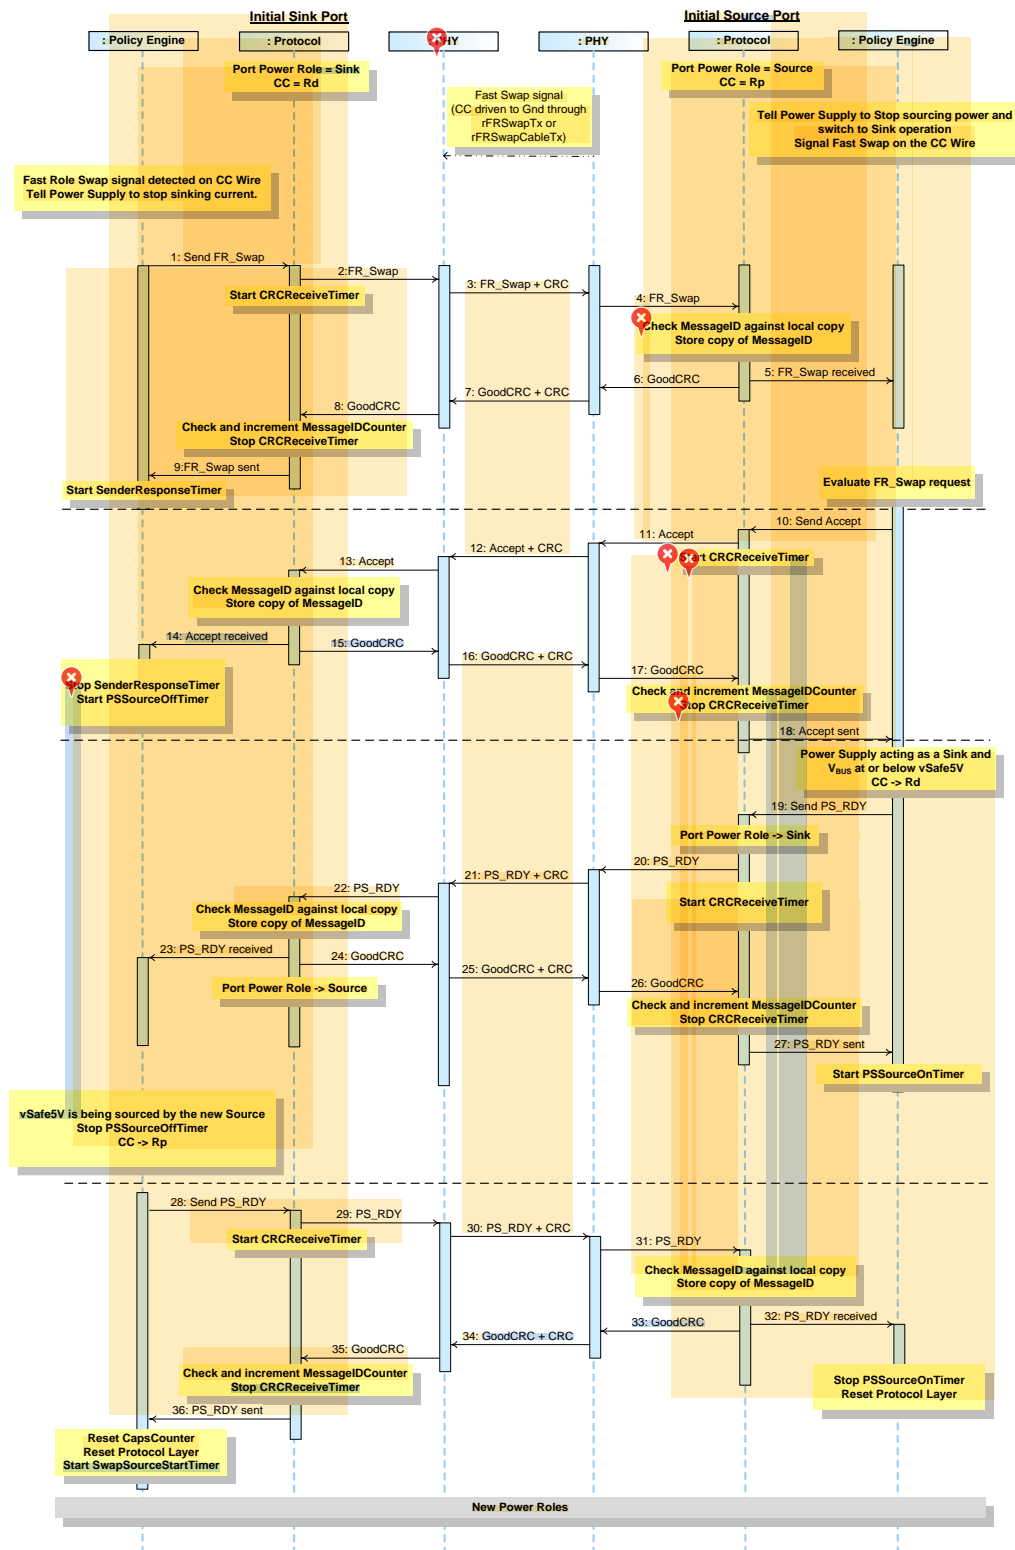 Initial Sink Port
Initial Source Port
: Policy Engine
: Protocol
: PHY
: PHY
: Protocol
: Policy Engine
Port Power Role = Sink
CC = Rd
Port Power Role = Source
CC = Rp
Fast Swap signal
(CC driven to Gnd through
rFRSwapTx or
rFRSwapCableTx)
Tell Power Supply to Stop sourcing power and
switch to Sink operation
Signal Fast Swap on the CC Wire
Fast Role Swap signal detected on CC Wire
Tell Power Supply to stop sinking current.
1: Send FR_Swap
2:FR_Swap
Start CRCReceiveTimer
3: FR_Swap + CRC
4: FR_Swap
Check MessageID against local copy
Store copy of MessageID
5: FR_Swap received
6: GoodCRC
7: GoodCRC + CRC
8: GoodCRC
Check and increment MessageIDCounter
Stop CRCReceiveTimer
9:FR_Swap sent
Start SenderResponseTimer
Evaluate FR_Swap request
10: Send Accept
11: Accept
Start CRCReceiveTimer
12: Accept + CRC
13: Accept
Check MessageID against local copy
Store copy of MessageID
14: Accept received
15: GoodCRC
16: GoodCRC + CRC
17: GoodCRC
Stop SenderResponseTimer
Start PSSourceOffTimer
Check and increment MessageIDCounter
Stop CRCReceiveTimer
18: Accept sent
Power Supply acting as a Sink and
VBUS at or below vSafe5V
CC -> Rd
19: Send PS_RDY
Port Power Role -> Sink
20: PS_RDY
21: PS_RDY + CRC
22: PS_RDY
Start CRCReceiveTimer
Check MessageID against local copy
Store copy of MessageID
23: PS_RDY received
24: GoodCRC
25: GoodCRC + CRC
26: GoodCRC
Port Power Role -> Source
Check and increment MessageIDCounter
Stop CRCReceiveTimer
27: PS_RDY sent
Start PSSourceOnTimer
vSafe5V is being sourced by the new Source
Stop PSSourceOffTimer
CC -> Rp
28: Send PS_RDY
29: PS_RDY
Start CRCReceiveTimer
30: PS_RDY + CRC
31: PS_RDY
Check MessageID against local copy
Store copy of MessageID
32: PS_RDY received
33: GoodCRC
34: GoodCRC + CRC
35: GoodCRC
Check and increment MessageIDCounter
Stop CRCReceiveTimer
Stop PSSourceOnTimer
Reset Protocol Layer
36: PS_RDY sent
Reset CapsCounter
Reset Protocol Layer
Start SwapSourceStartTimer
New Power Roles